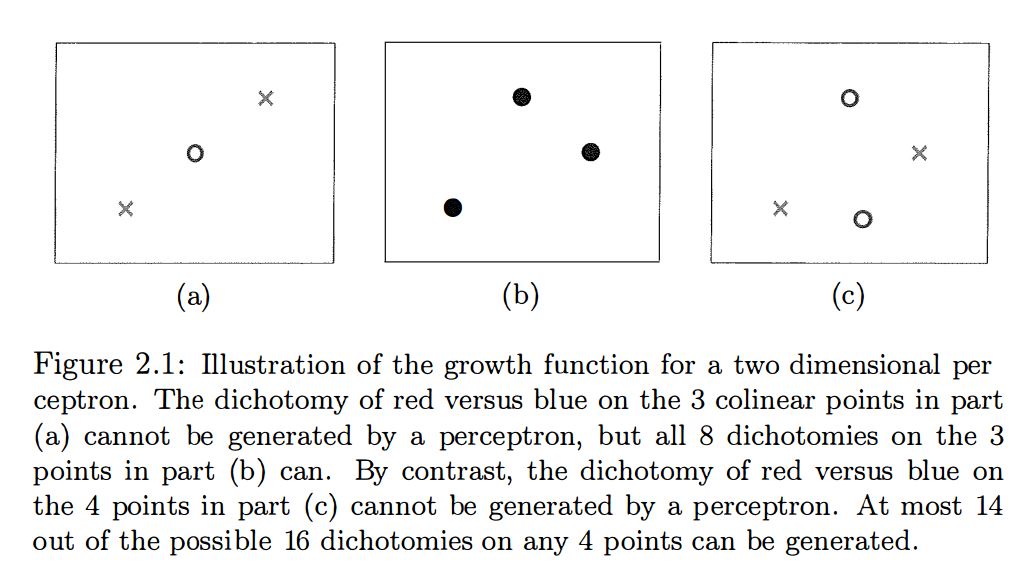 (a)
(b)
(c)
Figure 2.1: Illustration of the growth function for a two dimensional per
ceptron. The dichotomy of red versus blue on the 3 colinear points in part
(a) cannot be generated by a perceptron, but all 8 dichotomies on the 3
points in part (b) can. By contrast, the dichotomy of red versus blue on
the 4 points in part (c) cannot be generated by a perceptron. At most 14
out of the possible 16 dichotomies on any 4 points can be generated.